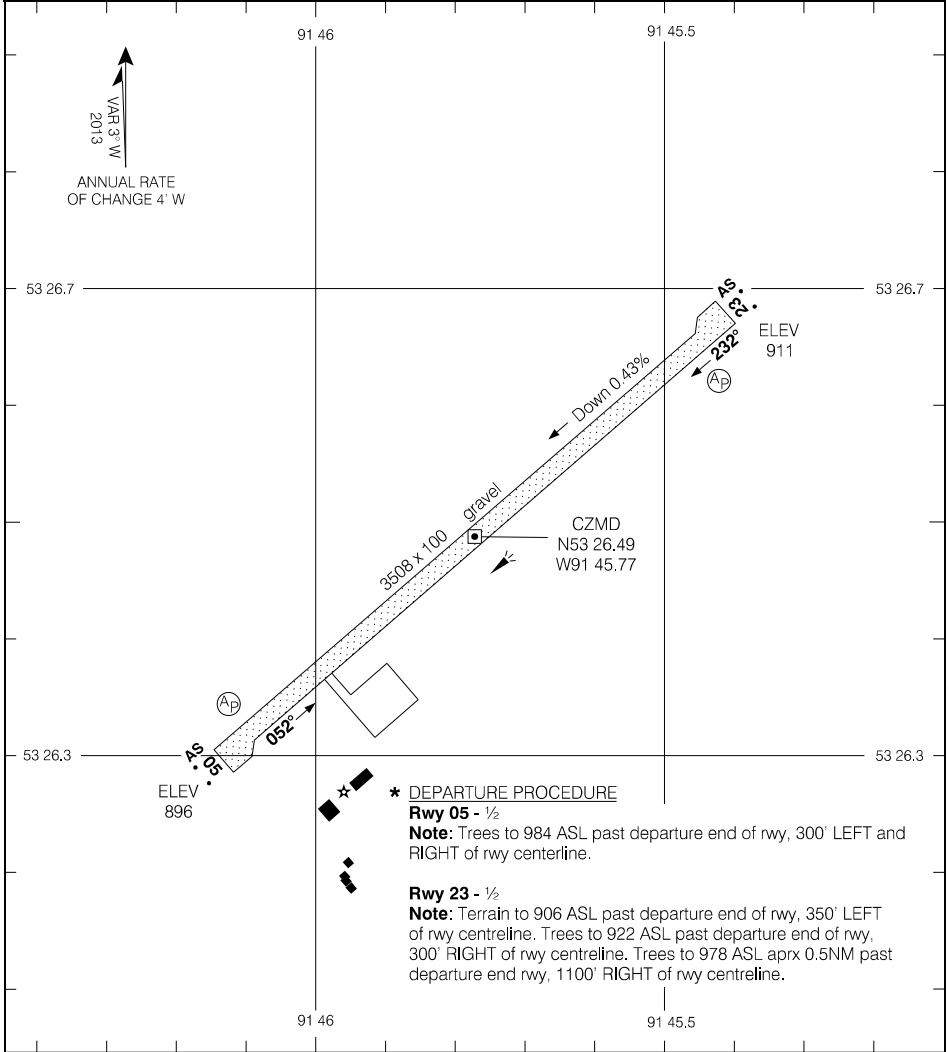 91 46
91 45.5
VAR 3° W
2013
ANNUAL RATE
OF CHANGE 4' W
53 26.7
53 26.7
AS
23
ELEV
911
232°
AP
Down 0.43%
gravel
3508 x 100
CZMD
N53 26.49
W91 45.77
AP
052°
53 26.3
53 26.3
AS
05
ELEV
896
* DEPARTURE PROCEDURE
Rwy 05 - ½
Note: Trees to 984 ASL past departure end of rwy, 300' LEFT and
RIGHT of rwy centerline.
Rwy 23 - ½
Note: Terrain to 906 ASL past departure end of rwy, 350' LEFT
of rwy centreline. Trees to 922 ASL past departure end of rwy,
300' RIGHT of rwy centreline. Trees to 978 ASL aprx 0.5NM past
departure end rwy, 1100' RIGHT of rwy centreline.
91 46
91 45.5